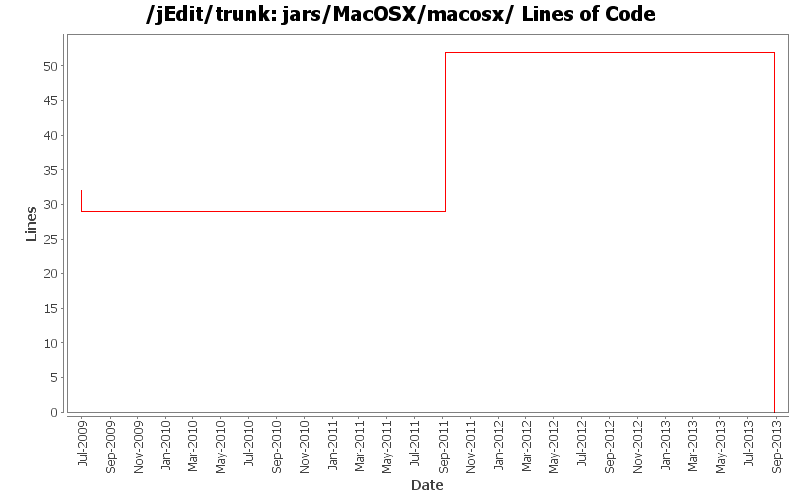 /jEdit/trunk: jars/MacOSX/macosx/ Lines of Code
Lines
50
45
40
35
30
25
20
15
10
5
0
Jul-2009
Sep-2009
Nov-2009
Jan-2010
Mar-2010
May-2010
Jul-2010
Sep-2010
Nov-2010
Jan-2011
Mar-2011
May-2011
Jul-2011
Sep-2011
Nov-2011
Jan-2012
Mar-2012
May-2012
Jul-2012
Sep-2012
Nov-2012
Jan-2013
Mar-2013
May-2013
Jul-2013
Sep-2013
Date